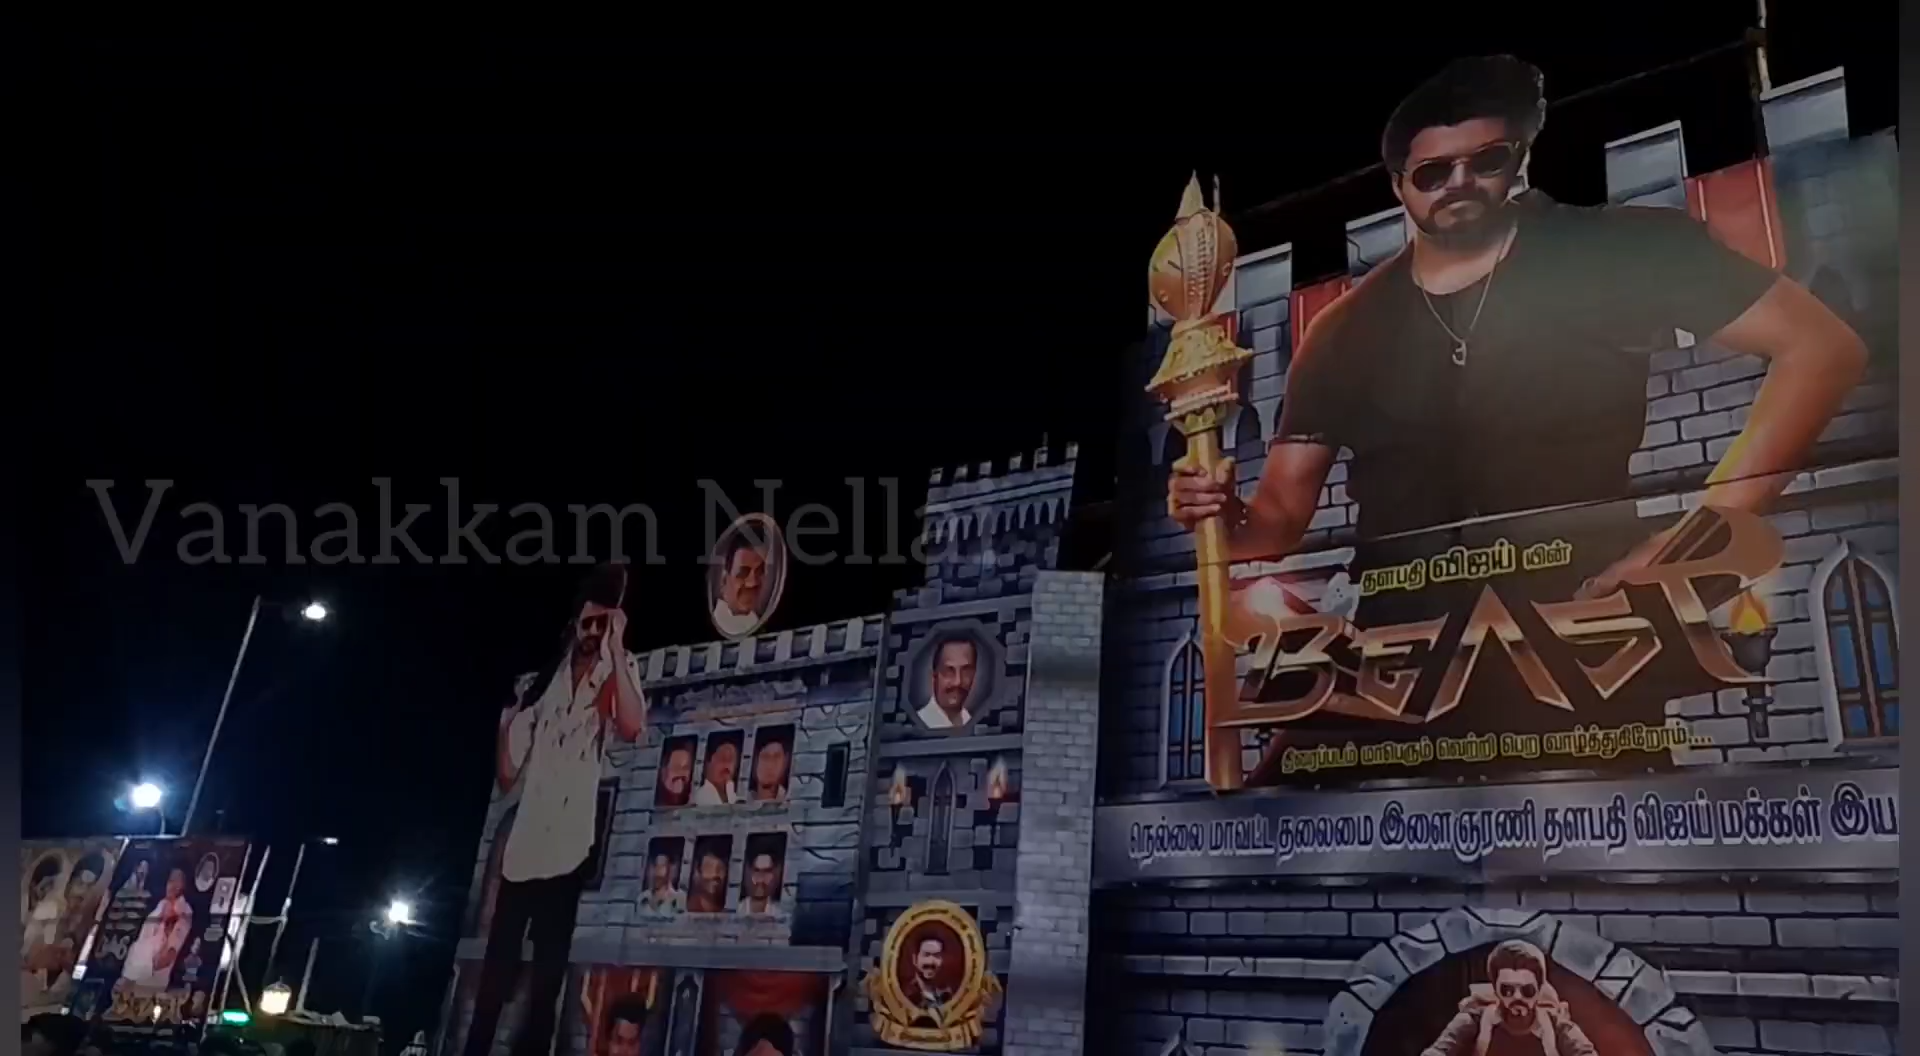 Vanakkam Nellai
தளபதி விஜய் யின்
BEAST
திரைப்படம் மாபெரும் வெற்றி பெற வாழ்த்துகிறோம்....
நெல்லை மாவட்ட தலைமை இளைஞரணி தளபதி விஜய் மக்கள் இய